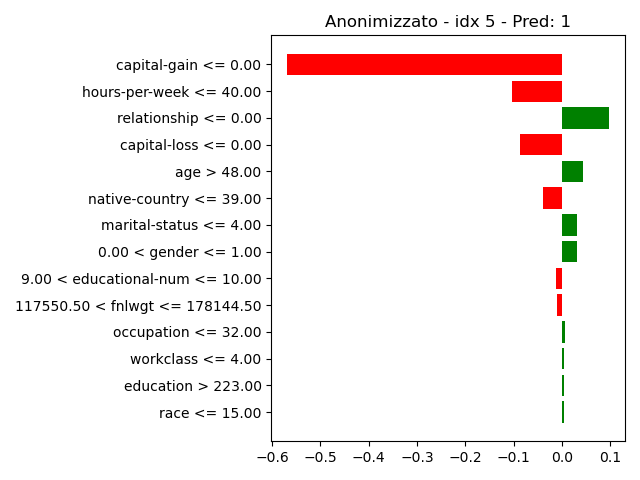 Anonimizzato - idx 5 - Pred: 1
capital-gain <= 0.00
hours-per-week <= 40.00
relationship <= 0.00
capital-loss <= 0.00
age > 48.00
native-country <= 39.00
marital-status <= 4.00
0.00 < gender <= 1.00
9.00 < educational-num <= 10.00
117550.50 < fnlwgt <= 178144.50
occupation <= 32.00
workclass <= 4.00
education > 223.00
race <= 15.00
−0.6 −0.5 −0.4 −0.3 −0.2 −0.1 0.0 0.1